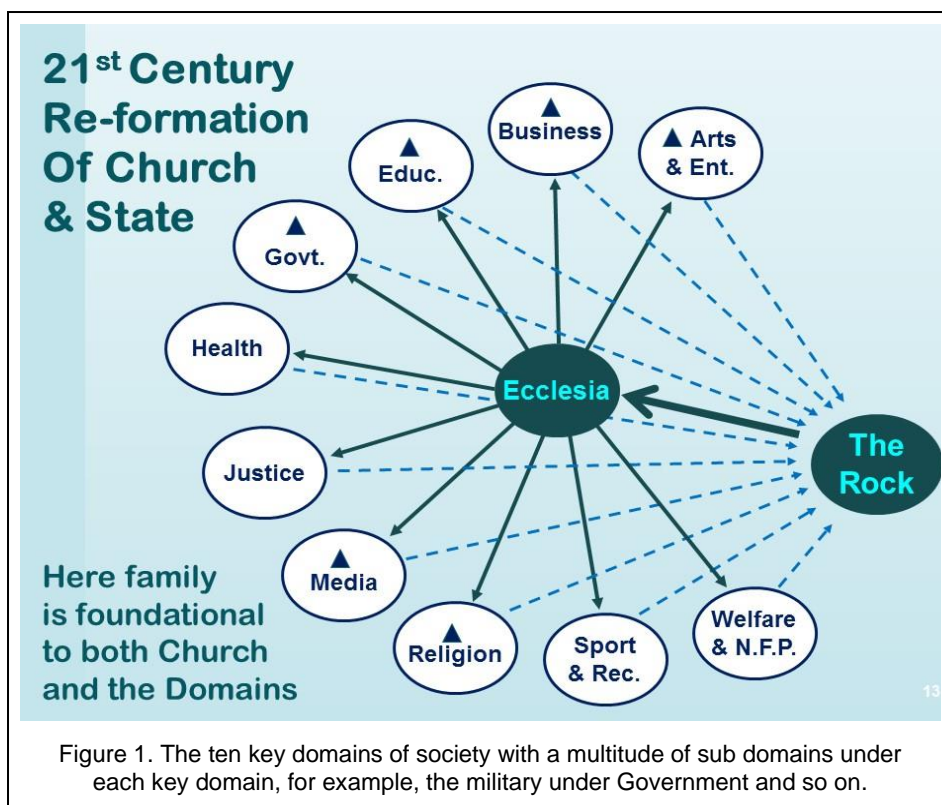 21st Century
Re-formation
Of Church
& State
▲
Business
▲ Arts
& Ent.
▲
Educ.
▲
Govt.
Health
Ecclesia
The
Rock
Justice
▲
Media
▲
Religion
Sport
& Rec.
Welfare
& N.F.P.
Here family
is foundational
to both Church
and the Domains
13
Figure 1. The ten key domains of society with a multitude of sub domains under
each key domain, for example, the military under Government and so on.